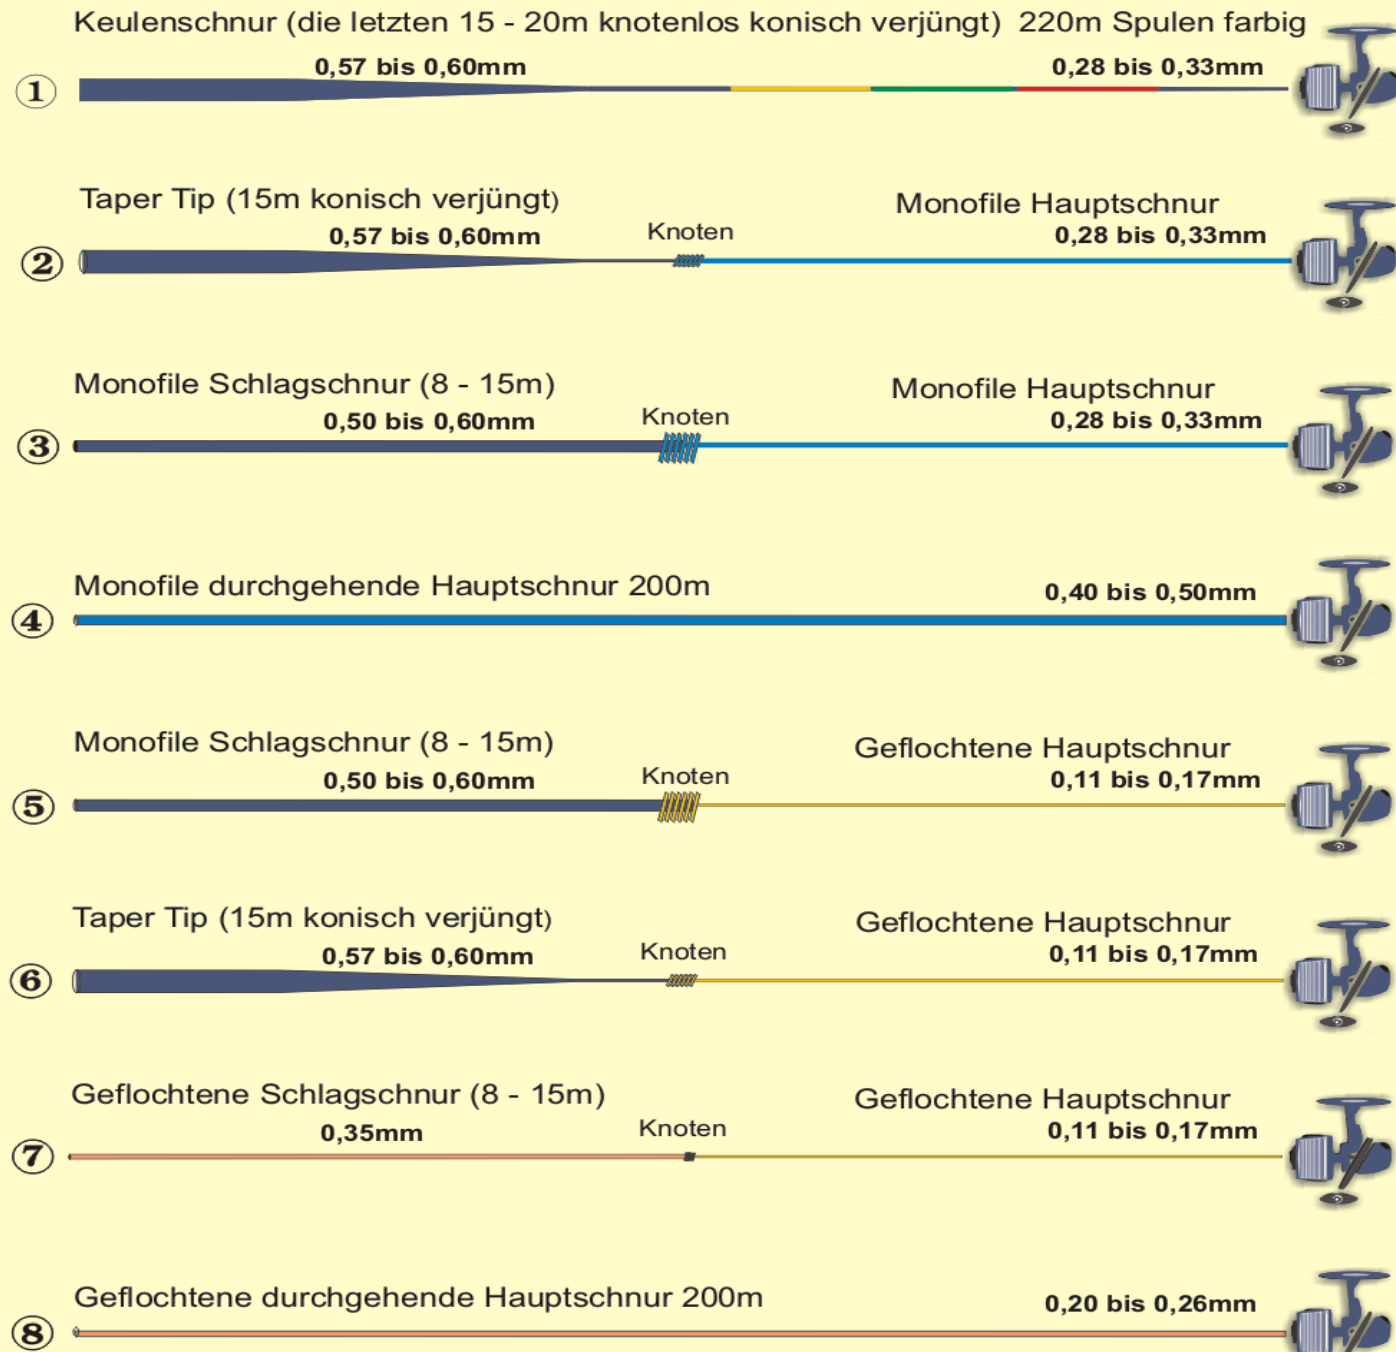 Keulenschnur (die letzten 15 - 20m knotenlos konisch verjüngt) 220m Spulen farbig
0,57 bis 0,60mm 0,28 bis 0,33mm
1
Taper Tip (15m konisch verjüngt) Monofile Hauptschnur
0,57 bis 0,60mm Knoten 0,28 bis 0,33mm
2
Monofile Schlagschnur (8 - 15m) Monofile Hauptschnur
0,50 bis 0,60mm Knoten 0,28 bis 0,33mm
3
Monofile durchgehende Hauptschnur 200m 0,40 bis 0,50mm
4
Monofile Schlagschnur (8 - 15m) Geflochtene Hauptschnur
0,50 bis 0,60mm Knoten 0,11 bis 0,17mm
5
Taper Tip (15m konisch verjüngt) Geflochtene Hauptschnur
0,57 bis 0,60mm Knoten 0,11 bis 0,17mm
6
Geflochtene Schlagschnur (8 - 15m) Geflochtene Hauptschnur
0,35mm Knoten 0,11 bis 0,17mm
7
Geflochtene durchgehende Hauptschnur 200m 0,20 bis 0,26mm
8